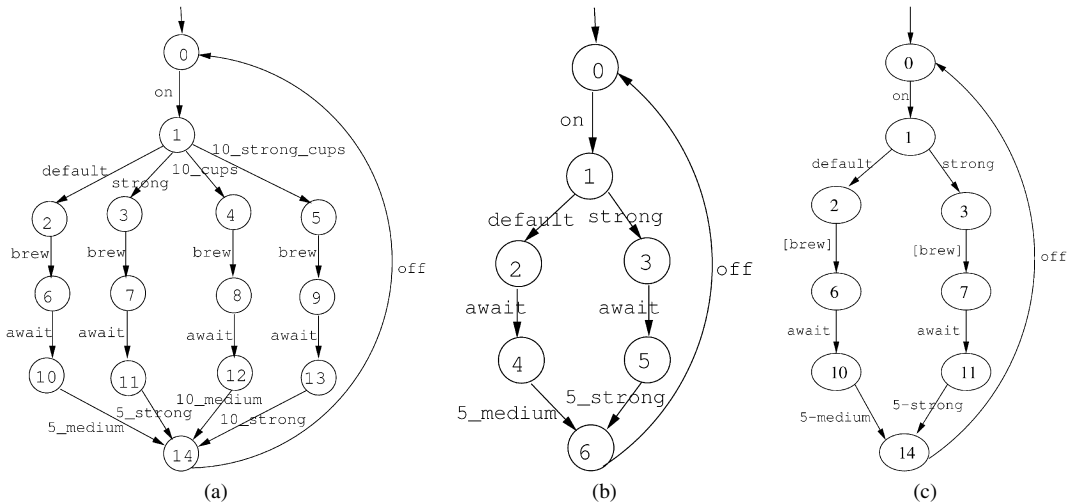 0
on
1
default
strong
10_cups
10_strong_cups
2
3
4
5
brew
brew
brew
brew
6
7
8
9
await
await
await
await
off
10
11
12
13
5_medium
5_strong
10_medium
10_strong
14
(a)
0
on
1
default
strong
2
3
await
await
off
4
5
5_medium
5_strong
6
(b)
0
on
1
default
strong
2
3
[brew]
[brew]
off
6
7
await
await
10
11
5-medium
5-strong
14
(c)